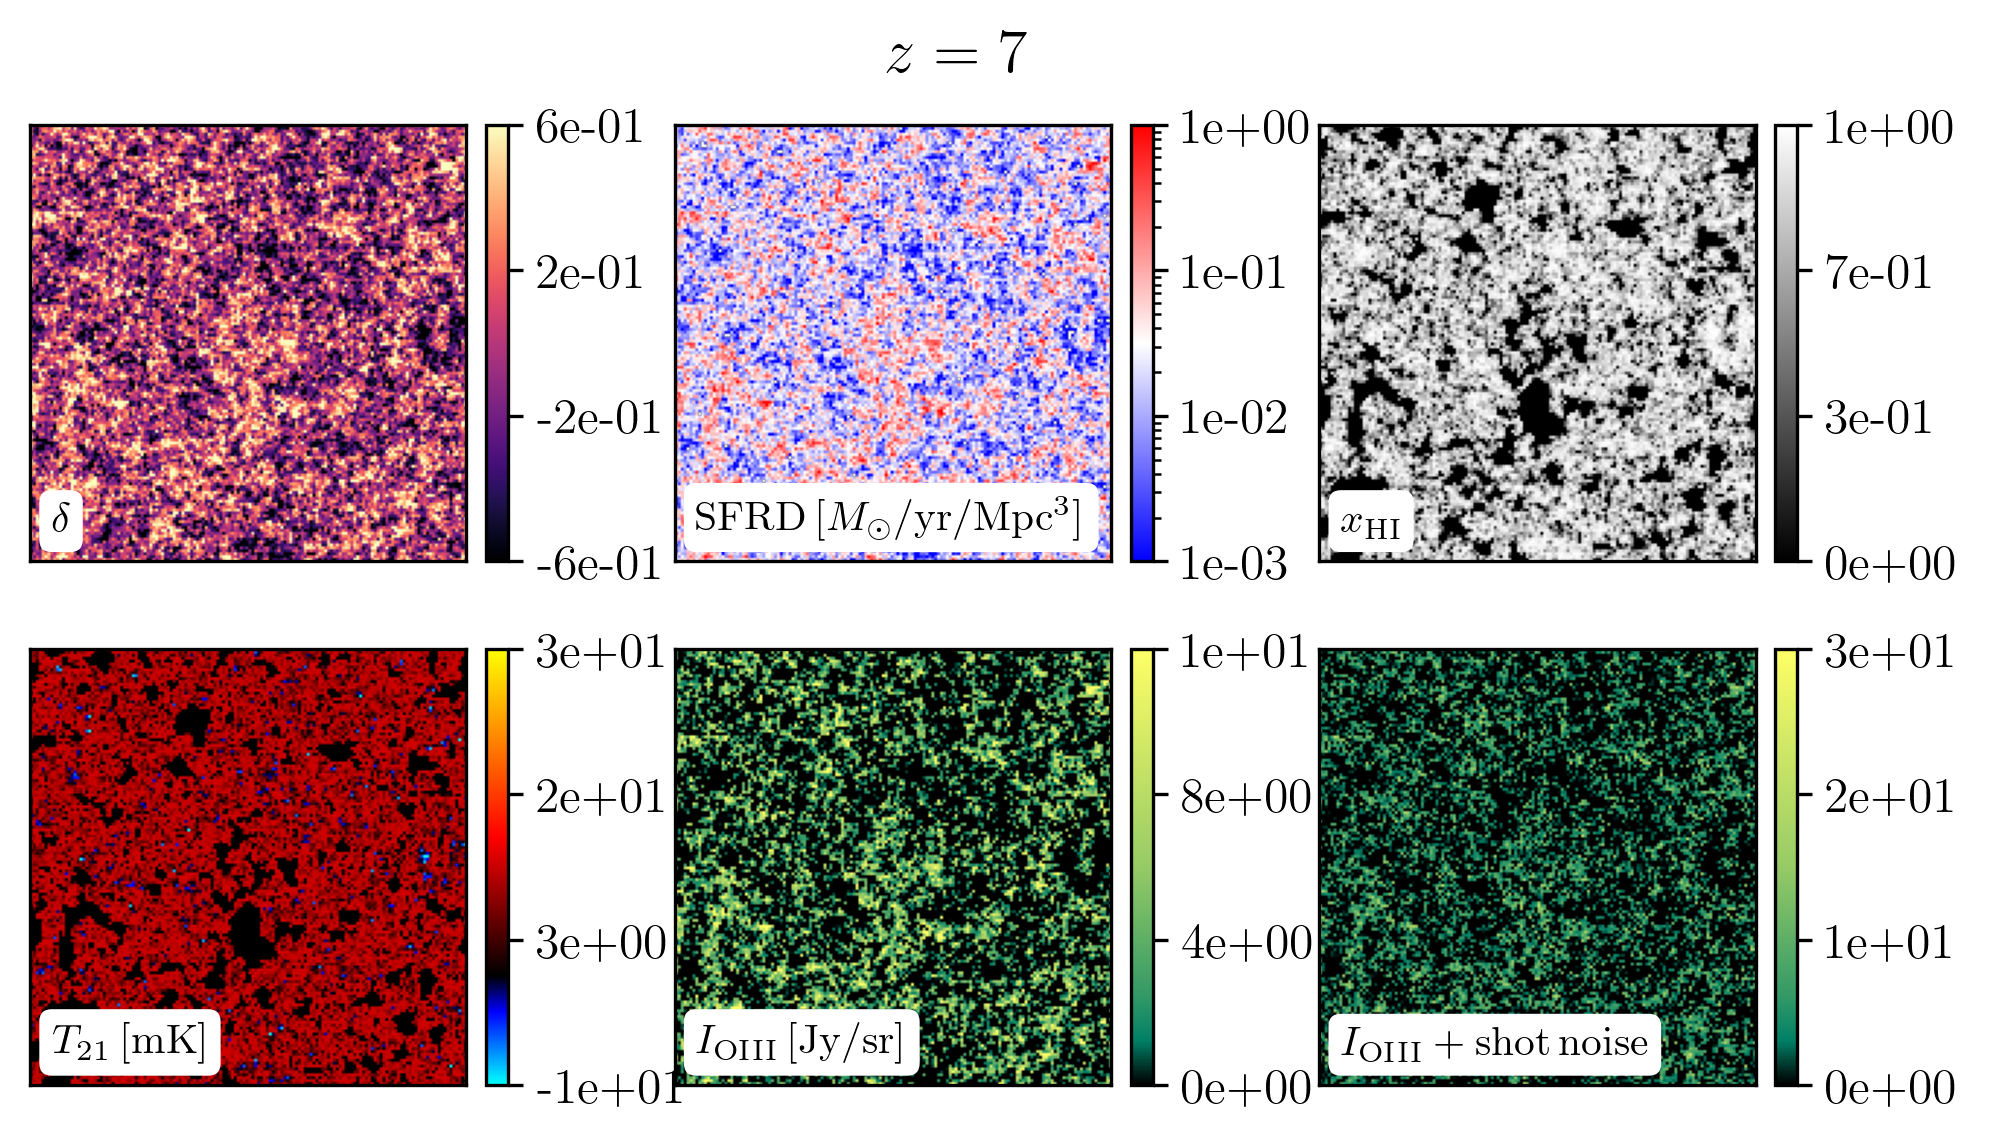 z = 7
6e-01
2e-01
-2e-01
-6e-01
δ
1e+00
1e-01
1e-02
1e-03
SFRD [M⊙/yr/Mpc³]
1e+00
7e-01
3e-01
0e+00
x_HI
3e+01
2e+01
3e+00
-1e+01
T₂₁ [mK]
1e+01
8e+00
4e+00
0e+00
I_OIII [Jy/sr]
3e+01
2e+01
1e+01
0e+00
I_OIII + shot noise